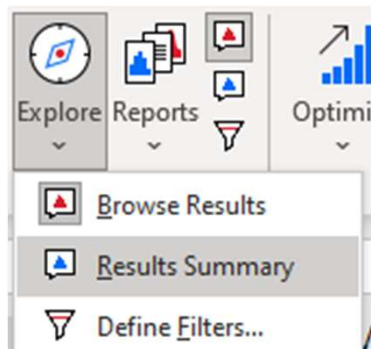 Explore Reports Optimi
Browse Results
Results Summary
Define Filters...